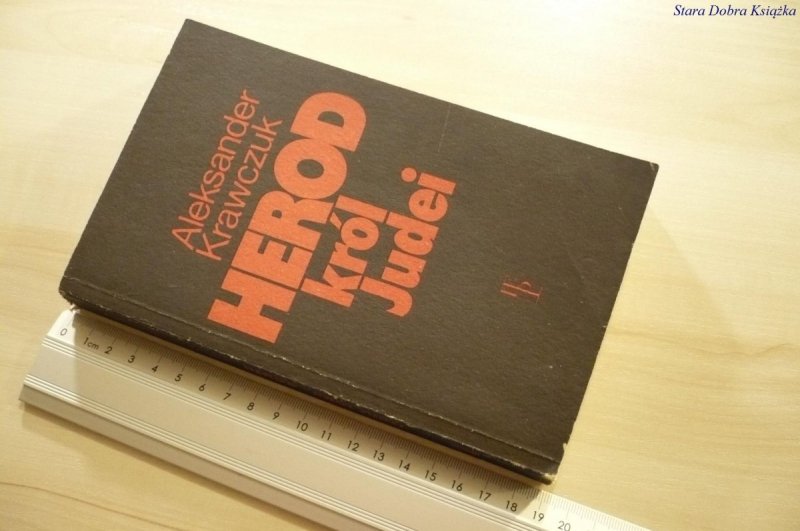 Stara Dobra Książka
Aleksander
Krawczuk
HEROD
król
Judei
0 1cm 2 3 4 5 6 7 8 9 10 11 12 13 14 15 16 17 18 19 20